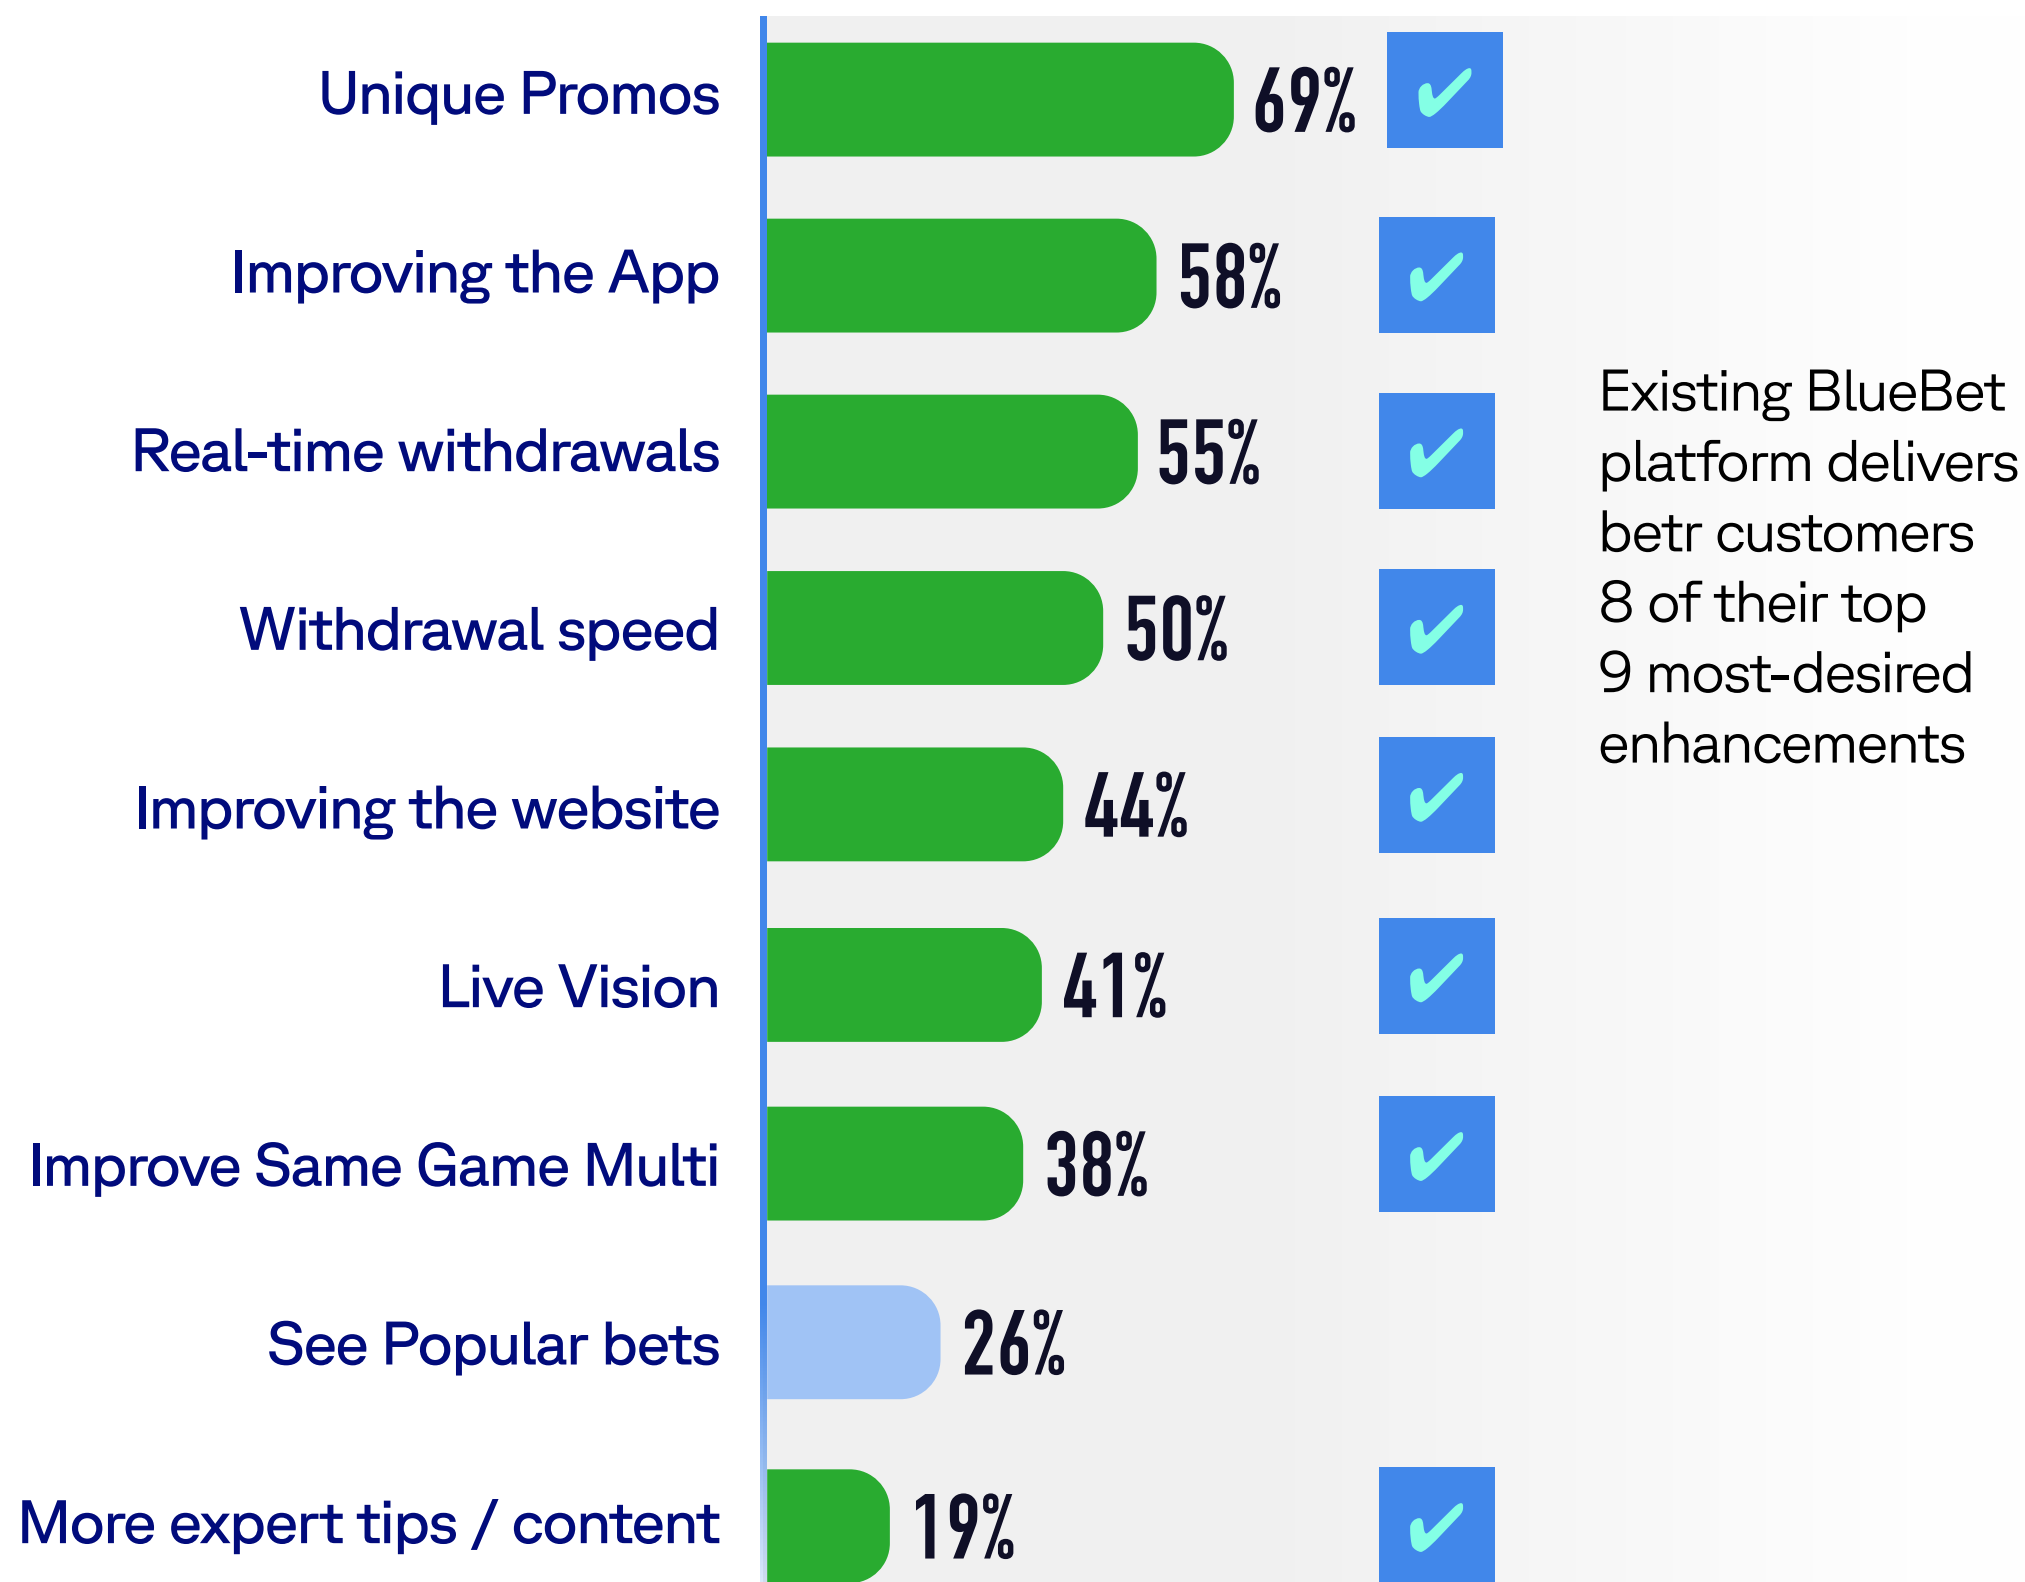 Unique Promos 69% ✔
Improving the App 58% ✔
Real-time withdrawals 55% ✔
Withdrawal speed 50% ✔
Improving the website 44% ✔
Live Vision 41% ✔
Improve Same Game Multi 38% ✔
See Popular bets 26%
More expert tips / content 19% ✔
Existing BlueBet
platform delivers
betr customers
8 of their top
9 most-desired
enhancements